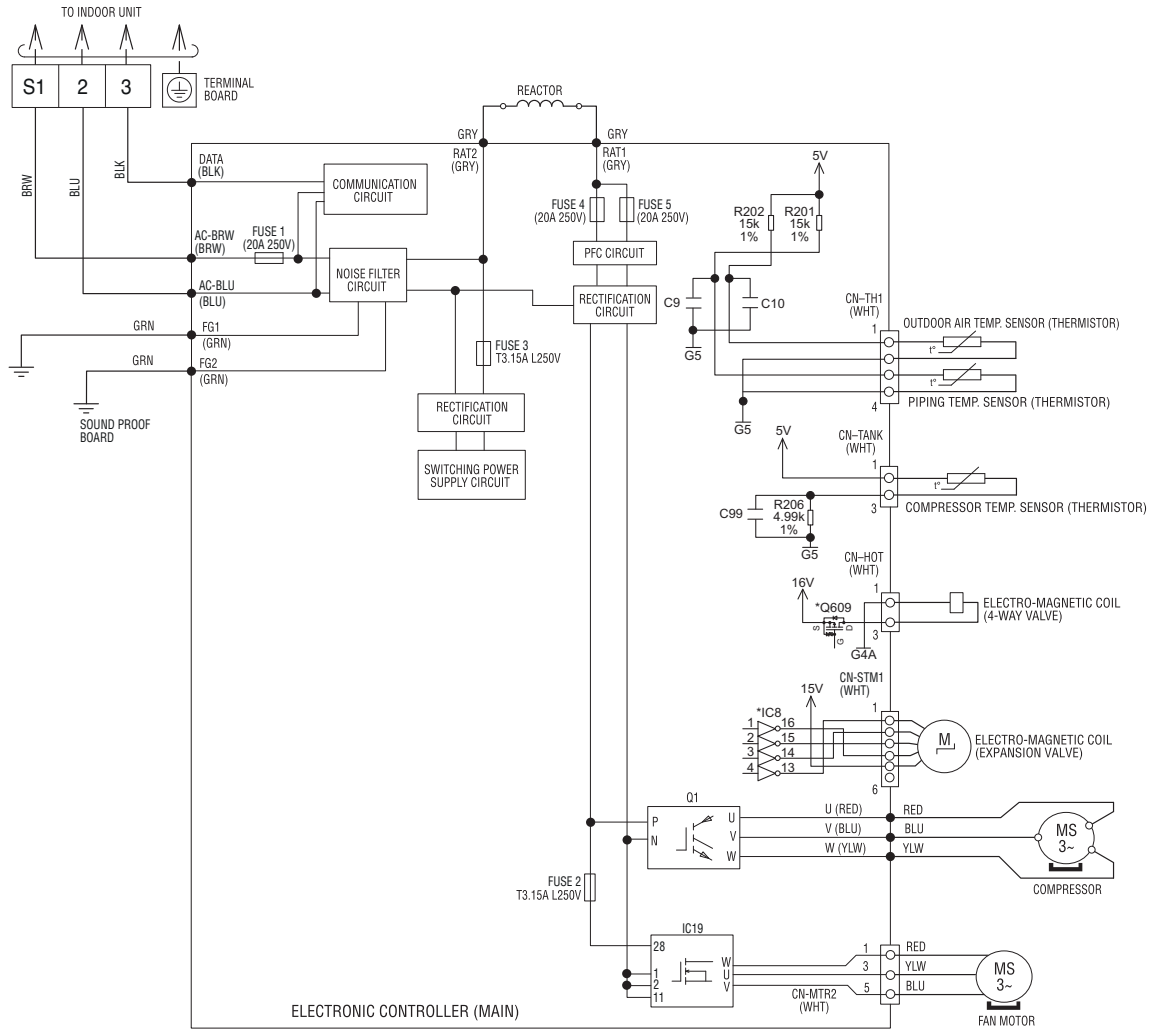 TO INDOOR UNIT
S1
2
3
TERMINAL
BOARD
REACTOR
GRY
GRY
RAT2
(GRY)
RAT1
(GRY)
BRW
BLU
BLK
DATA
(BLK)
COMMUNICATION
CIRCUIT
AC-BRW
(BRW)
FUSE 1
(20A 250V)
NOISE FILTER
CIRCUIT
AC-BLU
(BLU)
GRN
FG1
(GRN)
GRN
FG2
(GRN)
SOUND PROOF
BOARD
FUSE 4
(20A 250V)
FUSE 5
(20A 250V)
PFC CIRCUIT
RECTIFICATION
CIRCUIT
FUSE 3
T3.15A L250V
RECTIFICATION
CIRCUIT
SWITCHING POWER
SUPPLY CIRCUIT
5V
R202
15k
1%
R201
15k
1%
C9
C10
G5
G5
CN–TH1
(WHT)
1
4
OUTDOOR AIR TEMP. SENSOR (THERMISTOR)
t°
t°
PIPING TEMP. SENSOR (THERMISTOR)
5V
CN–TANK
(WHT)
1
3
t°
COMPRESSOR TEMP. SENSOR (THERMISTOR)
C99
R206
4.99k
1%
G5
CN–HOT
(WHT)
16V
*Q609
S
D
G
G4A
1
3
ELECTRO-MAGNETIC COIL
(4-WAY VALVE)
CN-STM1
(WHT)
15V
*IC8
1
16
2
15
3
14
4
13
1
6
M
ELECTRO-MAGNETIC COIL
(EXPANSION VALVE)
Q1
P
N
U
V
W
U (RED)
V (BLU)
W (YLW)
RED
BLU
YLW
MS
3~
COMPRESSOR
FUSE 2
T3.15A L250V
IC19
28
1
2
11
W
U
V
1
3
5
CN-MTR2
(WHT)
RED
YLW
BLU
MS
3~
FAN MOTOR
ELECTRONIC CONTROLLER (MAIN)